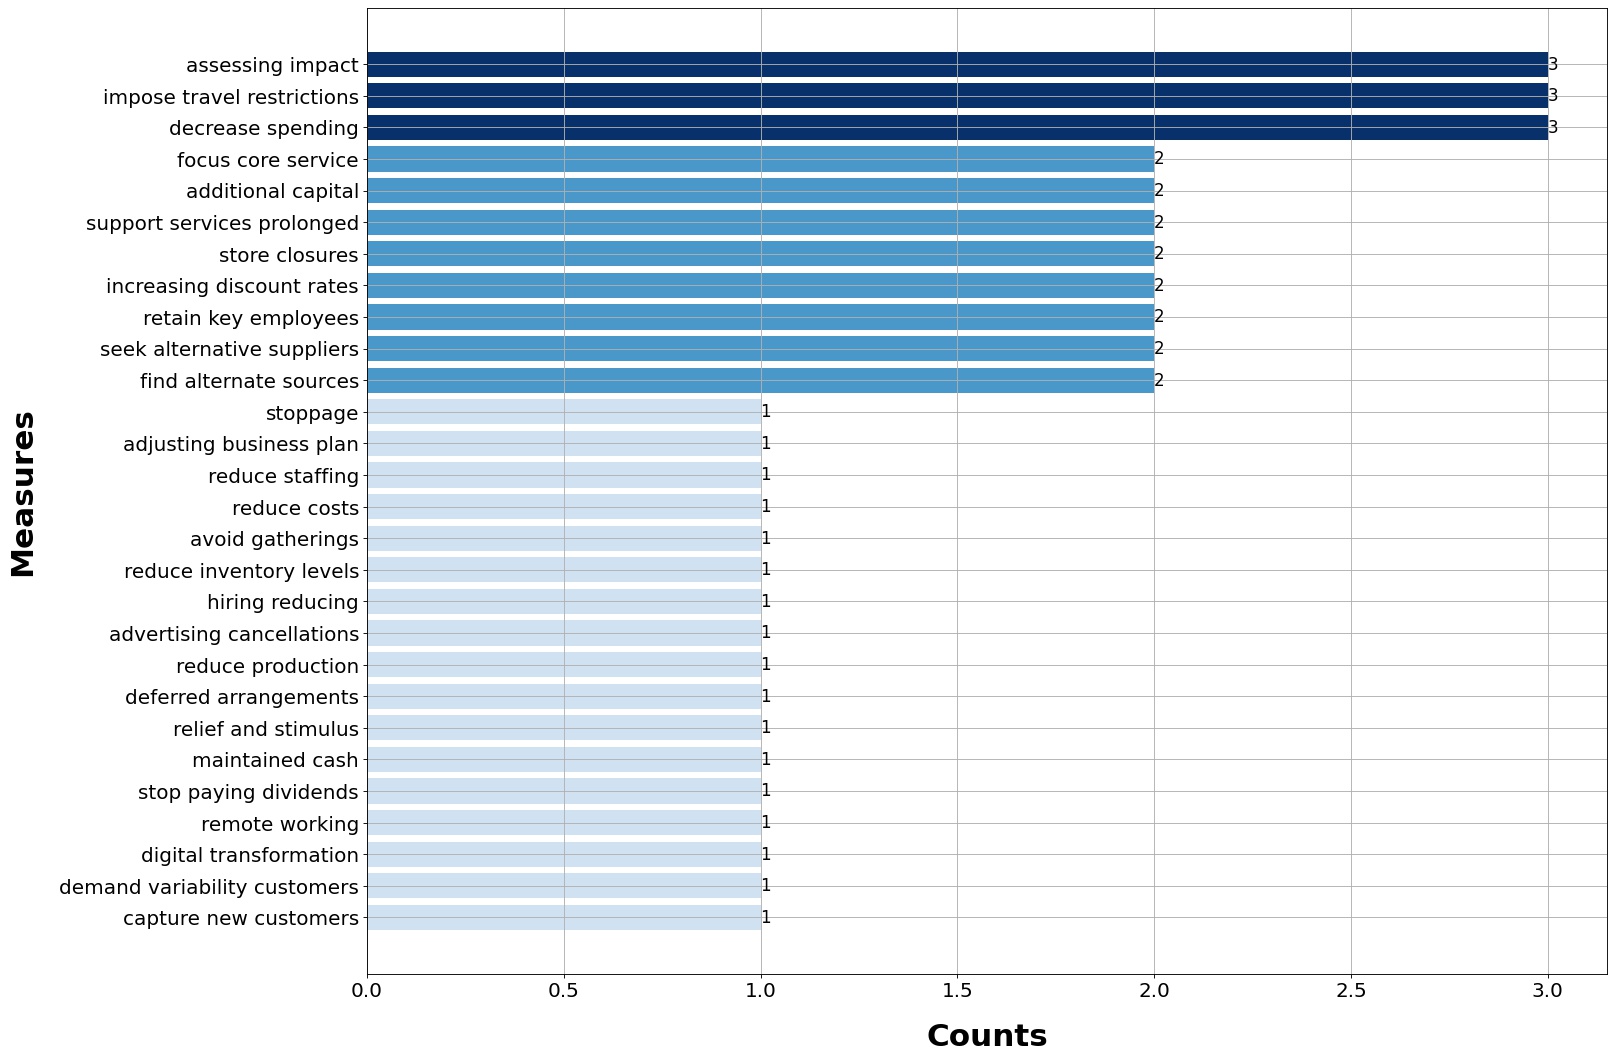 assessing impact 3
impose travel restrictions 3
decrease spending 3
focus core service 2
additional capital 2
support services prolonged 2
store closures 2
increasing discount rates 2
retain key employees 2
seek alternative suppliers 2
find alternate sources 2
stoppage 1
adjusting business plan 1
reduce staffing 1
reduce costs 1
avoid gatherings 1
reduce inventory levels 1
hiring reducing 1
advertising cancellations 1
reduce production 1
deferred arrangements 1
relief and stimulus 1
maintained cash 1
stop paying dividends 1
remote working 1
digital transformation 1
demand variability customers 1
capture new customers 1
Measures
0.0 0.5 1.0 1.5 2.0 2.5 3.0
Counts